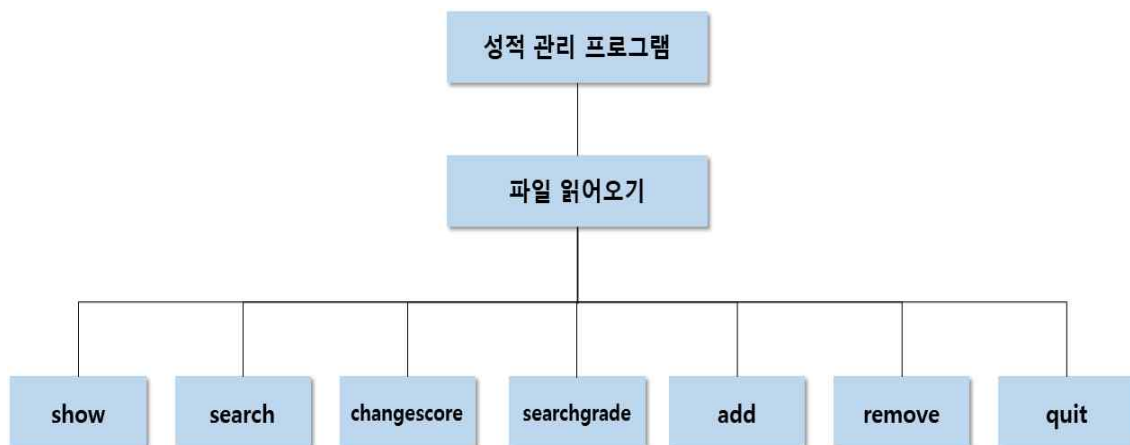 성적 관리 프로그램
파일 읽어오기
show
search
changescore
searchgrade
add
remove
quit